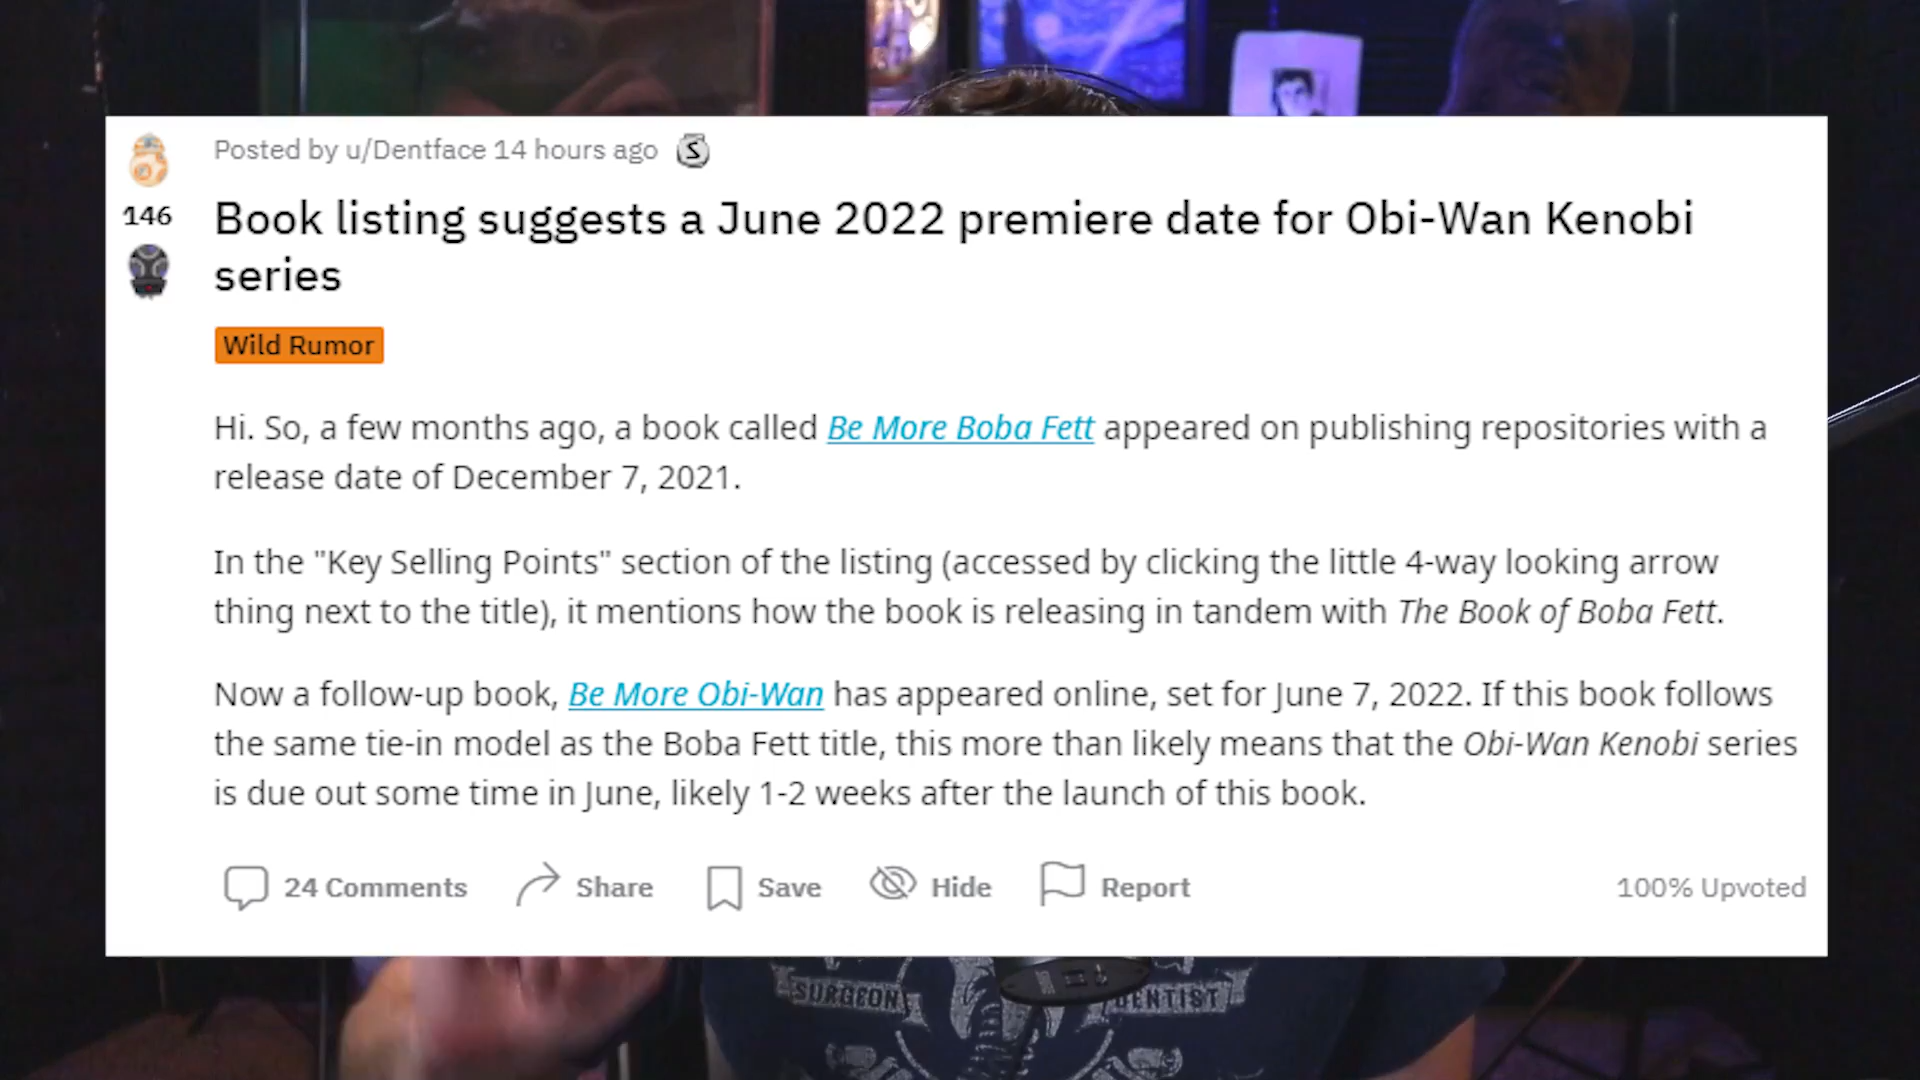 Posted by u/Dentface 14 hours ago
146
Book listing suggests a June 2022 premiere date for Obi-Wan Kenobi
series
Wild Rumor
Hi. So, a few months ago, a book called Be More Boba Fett appeared on publishing repositories with a
release date of December 7, 2021.
In the "Key Selling Points" section of the listing (accessed by clicking the little 4-way looking arrow
thing next to the title), it mentions how the book is releasing in tandem with The Book of Boba Fett.
Now a follow-up book, Be More Obi-Wan has appeared online, set for June 7, 2022. If this book follows
the same tie-in model as the Boba Fett title, this more than likely means that the Obi-Wan Kenobi series
is due out some time in June, likely 1-2 weeks after the launch of this book.
24 Comments Share Save Hide Report 100% Upvoted
SURGEON DENTIST